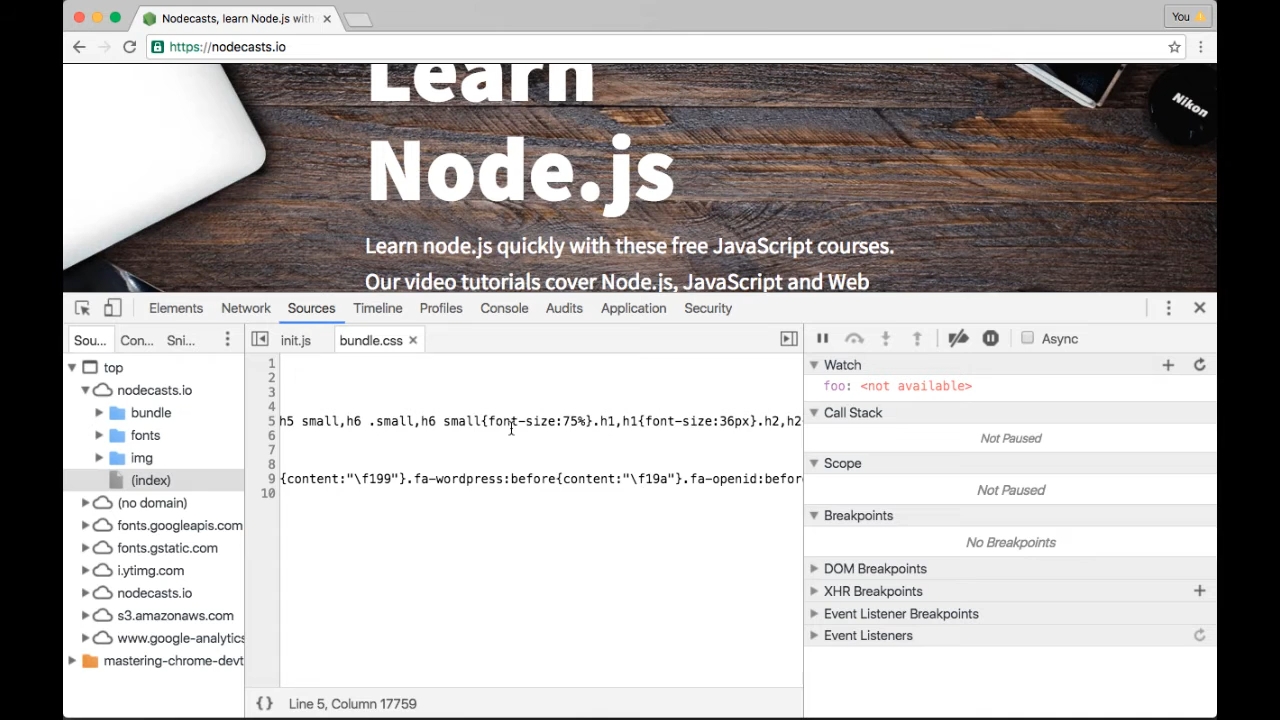 Nodecasts, learn Node.js with
You
https://nodecasts.io
Learn
Node.js
Nikon
Learn node.js quickly with these free JavaScript courses.
Our video tutorials cover Node.js, JavaScript and Web
Elements Network Sources Timeline Profiles Console Audits Application Security
Sou... Con... Sni...
init.js bundle.css
Async
top
nodecasts.io
bundle
fonts
img
(index)
(no domain)
fonts.googleapis.com
fonts.gstatic.com
i.ytimg.com
nodecasts.io
s3.amazonaws.com
www.google-analytics
mastering-chrome-devt
1
2
3
4
5 h5 small,h6 .small,h6 small{font-size:75%}.h1,h1{font-size:36px}.h2,h2
6
7
8
9 {content:"\f199"}.fa-wordpress:before{content:"\f19a"}.fa-openid:befor
10
{} Line 5, Column 17759
Watch
foo: <not available>
Call Stack
Not Paused
Scope
Not Paused
Breakpoints
No Breakpoints
DOM Breakpoints
XHR Breakpoints
Event Listener Breakpoints
Event Listeners